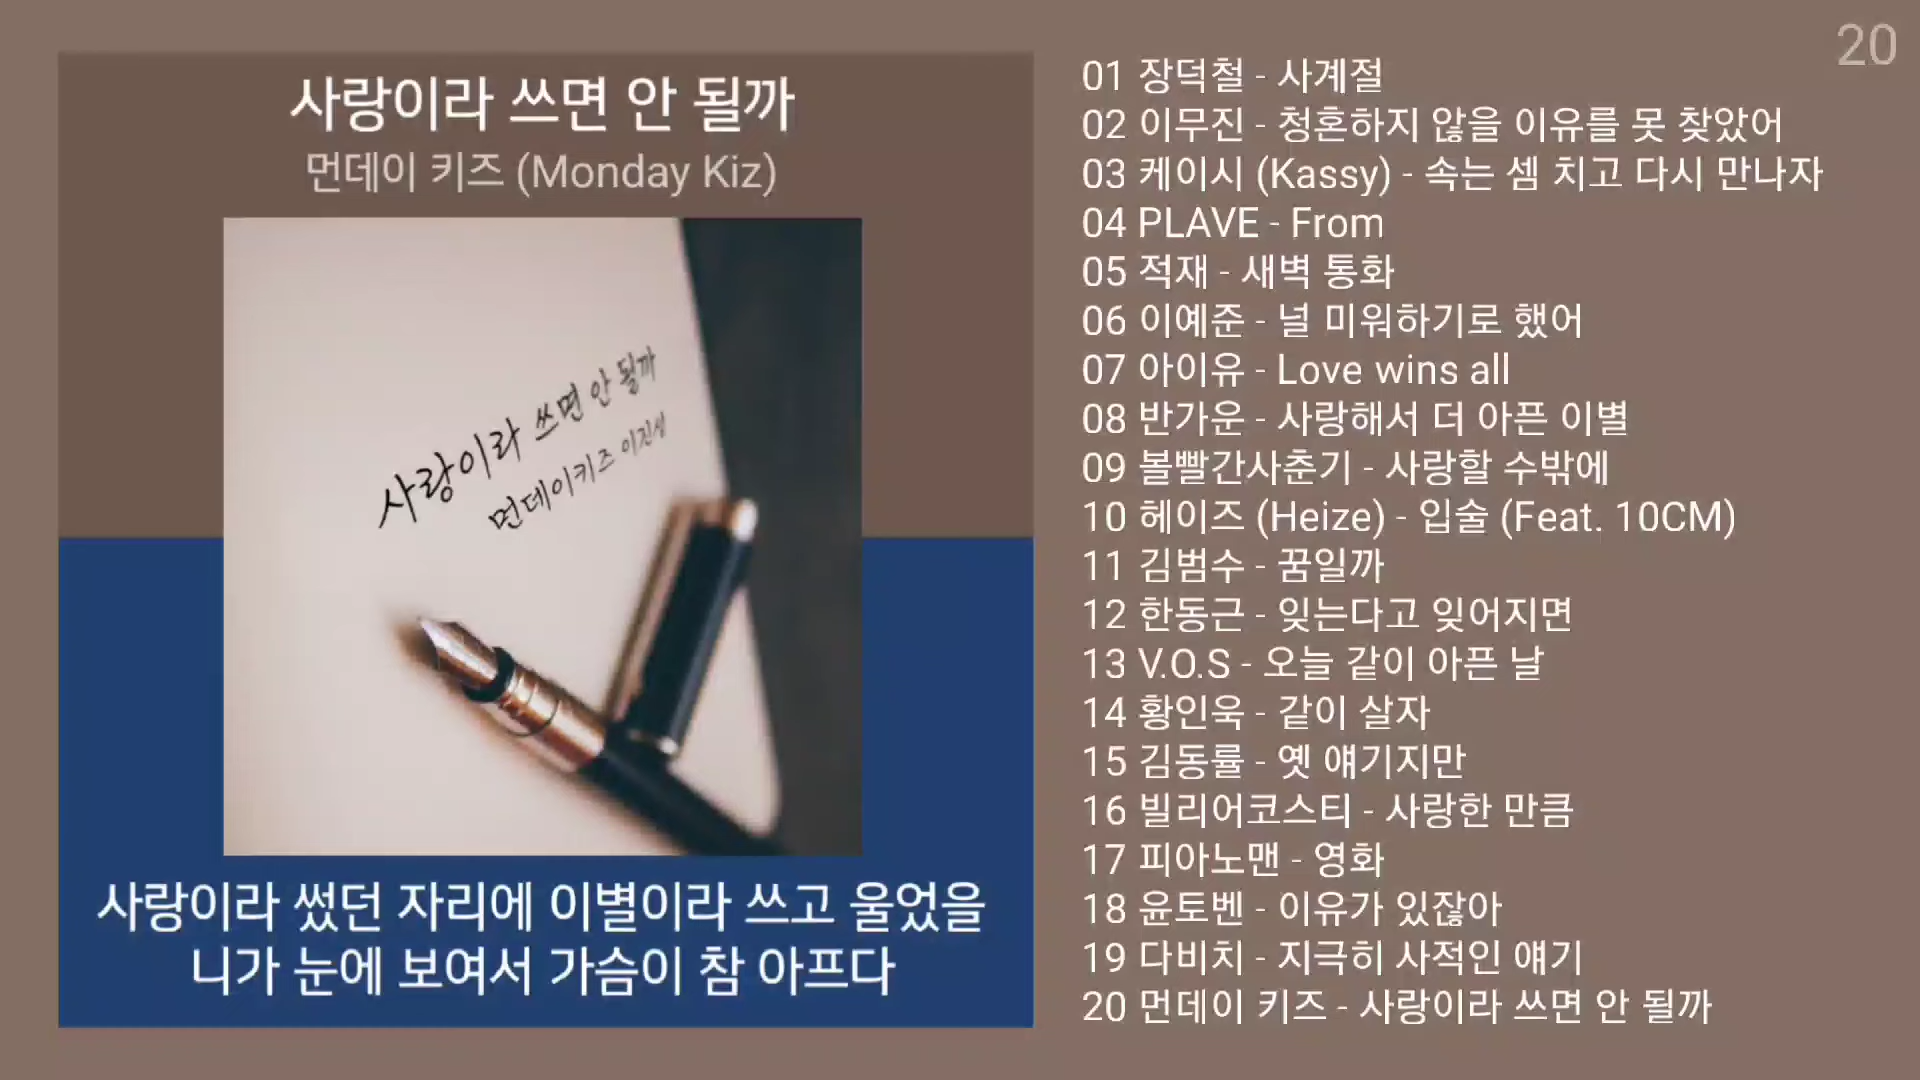 20
사랑이라 쓰면 안 될까
먼데이 키즈 (Monday Kiz)
사랑이라 쓰면 안 될까
먼데이키즈 이진성
사랑이라 썼던 자리에 이별이라 쓰고 울었을
니가 눈에 보여서 가슴이 참 아프다
01 장덕철 - 사계절
02 이무진 - 청혼하지 않을 이유를 못 찾았어
03 케이시 (Kassy) - 속는 셈 치고 다시 만나자
04 PLAVE - From
05 적재 - 새벽 통화
06 이예준 - 널 미워하기로 했어
07 아이유 - Love wins all
08 반가운 - 사랑해서 더 아픈 이별
09 볼빨간사춘기 - 사랑할 수밖에
10 헤이즈 (Heize) - 입술 (Feat. 10CM)
11 김범수 - 꿈일까
12 한동근 - 잊는다고 잊어지면
13 V.O.S - 오늘 같이 아픈 날
14 황인욱 - 같이 살자
15 김동률 - 옛 얘기지만
16 빌리어코스티 - 사랑한 만큼
17 피아노맨 - 영화
18 윤토벤 - 이유가 있잖아
19 다비치 - 지극히 사적인 얘기
20 먼데이 키즈 - 사랑이라 쓰면 안 될까